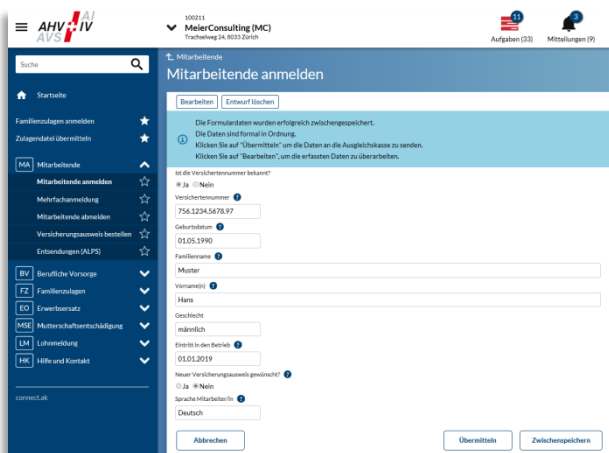 AHV IV
AVS AI
100211
MeierConsulting (MC)
Trachselweg 24, 8033 Zürich
11
Aufgaben (33)
3
Mitteilungen (9)
Suche
Startseite
Familienzulagen anmelden
Zulagendatei übermitteln
MA Mitarbeitende
Mitarbeitende anmelden
Mehrfachanmeldung
Mitarbeitende abmelden
Versicherungsausweis bestellen
Entsendungen (ALPS)
BV Berufliche Vorsorge
FZ Familienzulagen
EO Erwerbsersatz
MSE Mutterschaftsentschädigung
LM Lohnmeldung
HK Hilfe und Kontakt
connect.ak
Mitarbeitende
Mitarbeitende anmelden
Bearbeiten Entwurf löschen
Die Formulardaten wurden erfolgreich zwischengespeichert.
Die Daten sind formal in Ordnung.
Klicken Sie auf "Übermitteln" um die Daten an die Ausgleichskasse zu senden.
Klicken Sie auf "Bearbeiten", um die erfassten Daten zu überarbeiten.
Ist die Versichertennummer bekannt?
Ja Nein
Versichertennummer ?
756.1234.5678.97
Geburtsdatum ?
01.05.1990
Familienname ?
Muster
Vorname(n) ?
Hans
Geschlecht
männlich
Eintritt in den Betrieb ?
01.01.2019
Neuer Versicherungsausweis gewünscht? ?
Ja Nein
Sprache Mitarbeiter/in ?
Deutsch
Abbrechen Übermitteln Zwischenspeichern